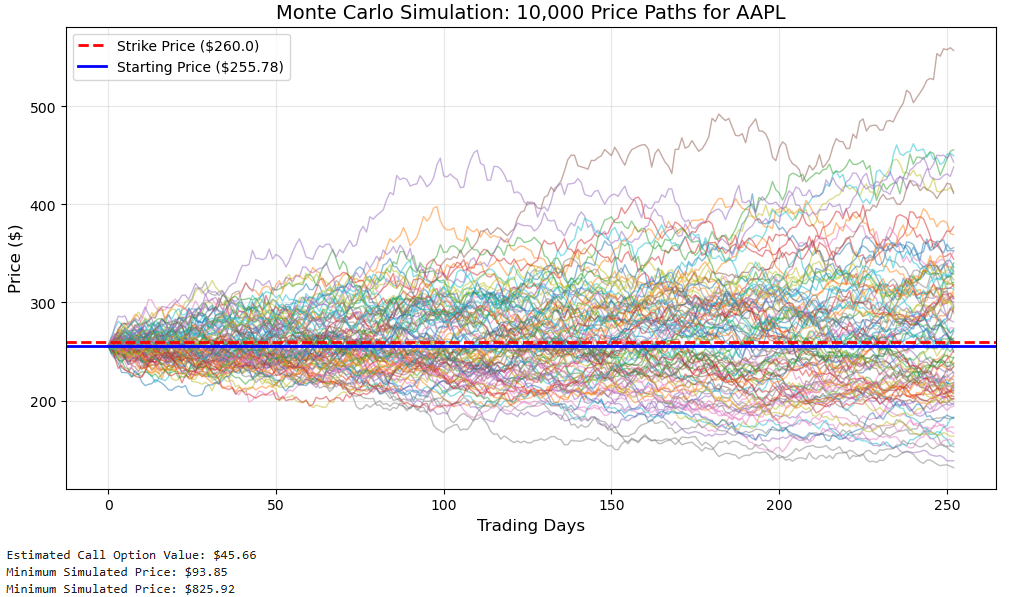 Monte Carlo Simulation: 10,000 Price Paths for AAPL
Strike Price ($260.0)
Starting Price ($255.78)
Price ($)
500
400
300
200
0 50 100 150 200 250
Trading Days
Estimated Call Option Value: $45.66
Minimum Simulated Price: $93.85
Minimum Simulated Price: $825.92